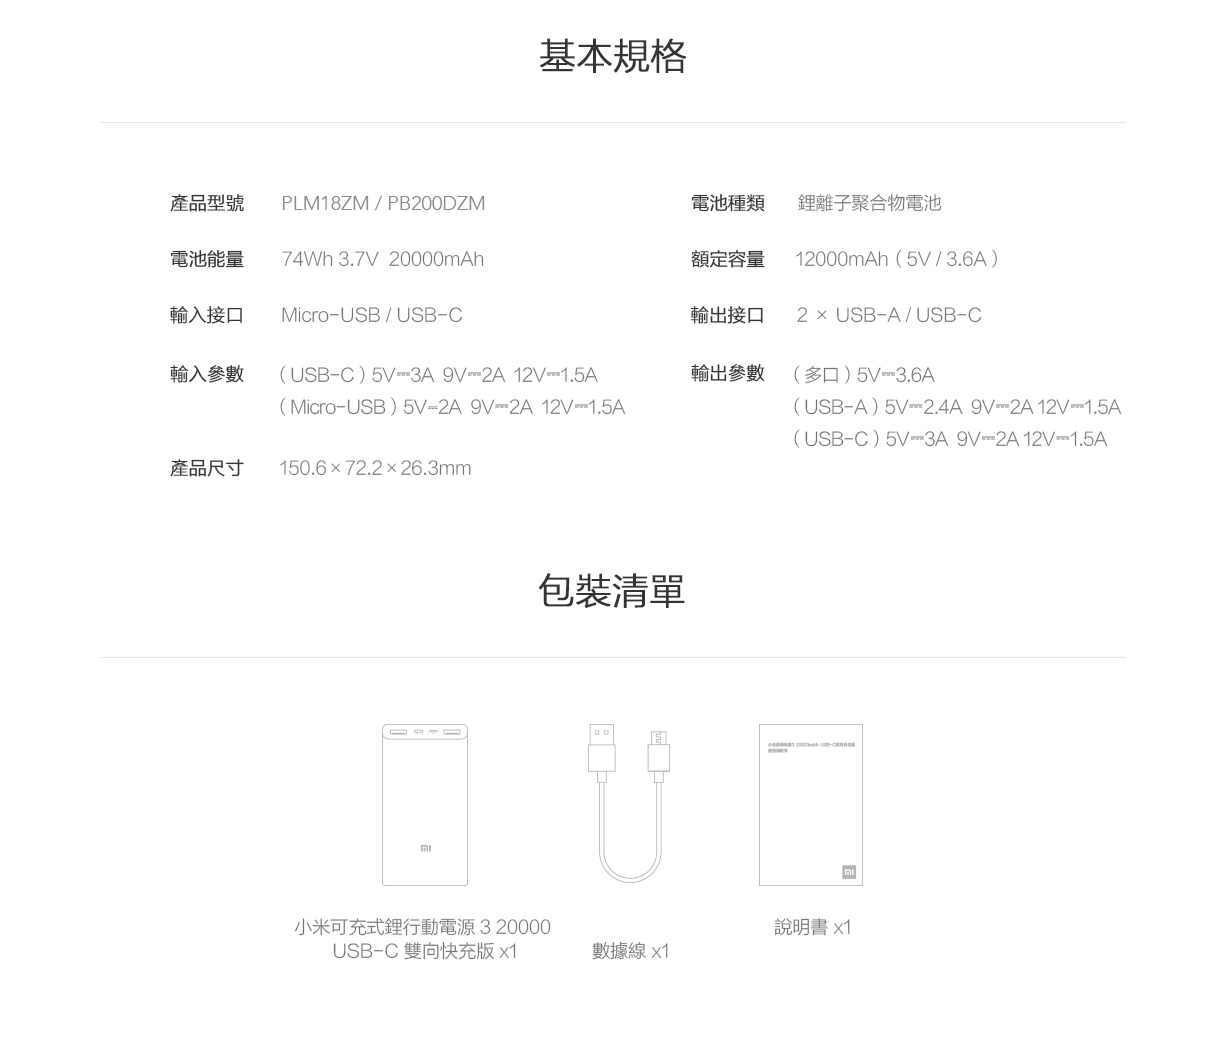 基本規格
產品型號 PLM18ZM / PB200DZM
電池種類 鋰離子聚合物電池
電池能量 74Wh 3.7V 20000mAh
額定容量 12000mAh ( 5V / 3.6A )
輸入接口 Micro-USB / USB-C
輸出接口 2 × USB-A / USB-C
輸入參數 ( USB-C ) 5V⎓3A 9V⎓2A 12V⎓1.5A
( Micro-USB ) 5V⎓2A 9V⎓2A 12V⎓1.5A
輸出參數 ( 多口 ) 5V⎓3.6A
( USB-A ) 5V⎓2.4A 9V⎓2A 12V⎓1.5A
( USB-C ) 5V⎓3A 9V⎓2A 12V⎓1.5A
產品尺寸 150.6 × 72.2 × 26.3mm
包裝清單
MI
MI
小米可充式鋰行動電源 3 20000
USB-C 雙向快充版 x1
數據線 x1
說明書 x1